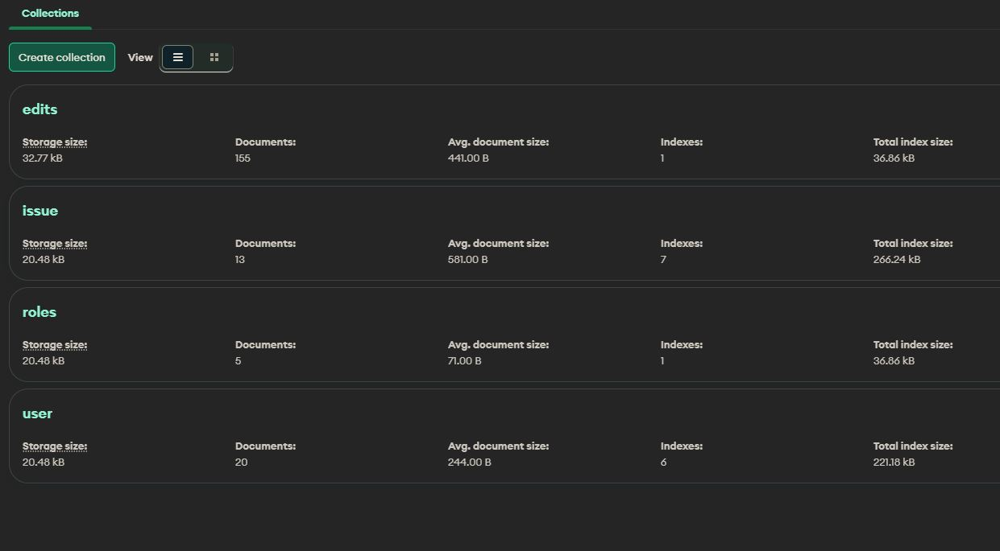 Collections
Create collection View
edits
Storage size: Documents: Avg. document size: Indexes: Total index size:
32.77 kB 155 441.00 B 1 36.86 kB
issue
Storage size: Documents: Avg. document size: Indexes: Total index size:
20.48 kB 13 581.00 B 7 266.24 kB
roles
Storage size: Documents: Avg. document size: Indexes: Total index size:
20.48 kB 5 71.00 B 1 36.86 kB
user
Storage size: Documents: Avg. document size: Indexes: Total index size:
20.48 kB 20 244.00 B 6 221.18 kB